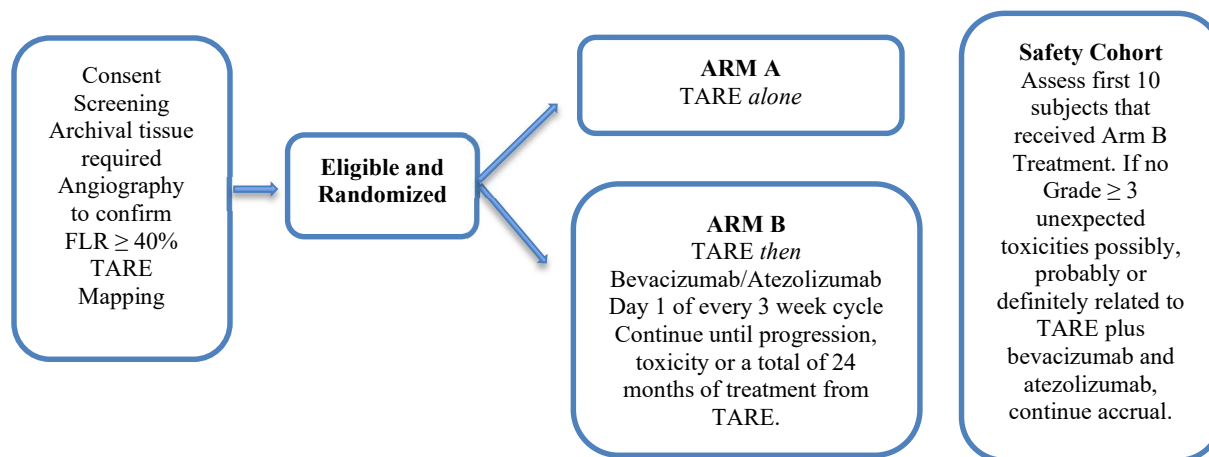 Consent
Screening
Archival tissue
required
Angiography
to confirm
FLR ≥ 40%
TARE
Mapping
Eligible and
Randomized
ARM A
TARE alone
ARM B
TARE then
Bevacizumab/Atezolizumab
Day 1 of every 3 week cycle
Continue until progression,
toxicity or a total of 24
months of treatment from
TARE.
Safety Cohort
Assess first 10
subjects that
received Arm B
Treatment. If no
Grade ≥ 3
unexpected
toxicities possibly,
probably or
definitely related to
TARE plus
bevacizumab and
atezolizumab,
continue accrual.